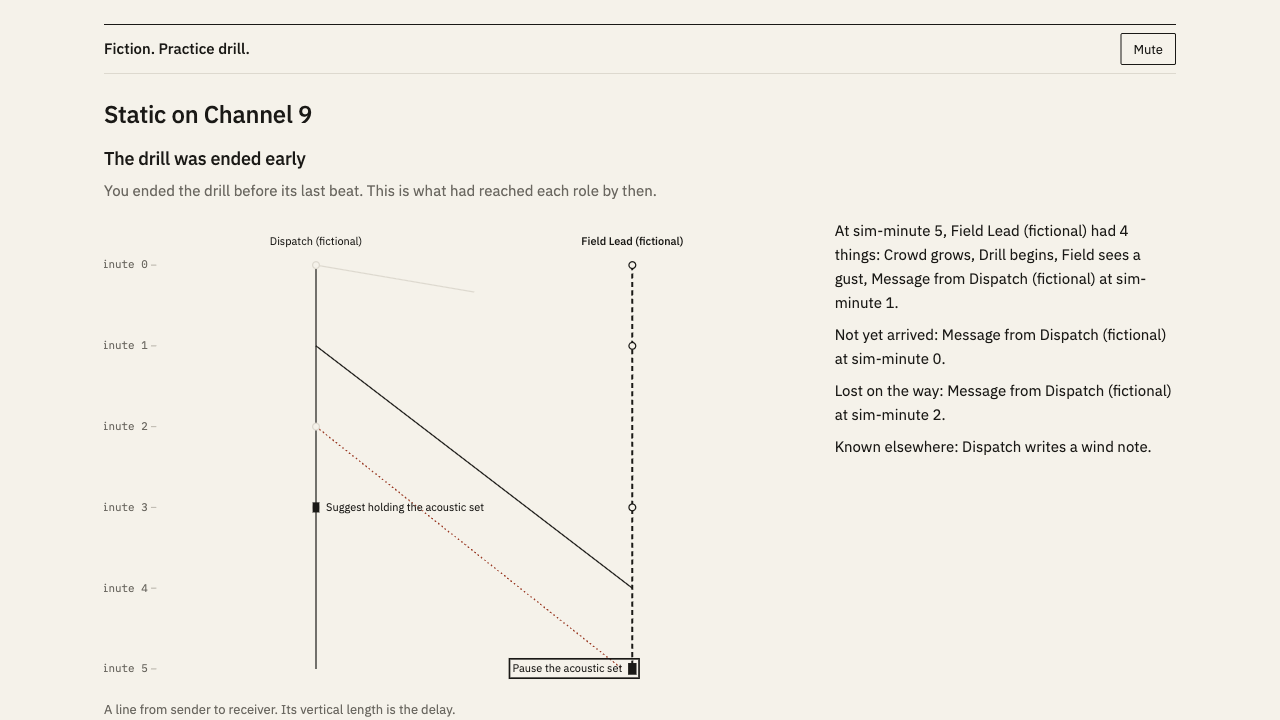 Fiction. Practice drill.
Mute
Static on Channel 9
The drill was ended early
You ended the drill before its last beat. This is what had reached each role by then.
Dispatch (fictional)
Field Lead (fictional)
inute 0
inute 1
inute 2
inute 3
Suggest holding the acoustic set
inute 4
inute 5
Pause the acoustic set
A line from sender to receiver. Its vertical length is the delay.
At sim-minute 5, Field Lead (fictional) had 4
things: Crowd grows, Drill begins, Field sees a
gust, Message from Dispatch (fictional) at sim-
minute 1.
Not yet arrived: Message from Dispatch (fictional)
at sim-minute 0.
Lost on the way: Message from Dispatch (fictional)
at sim-minute 2.
Known elsewhere: Dispatch writes a wind note.